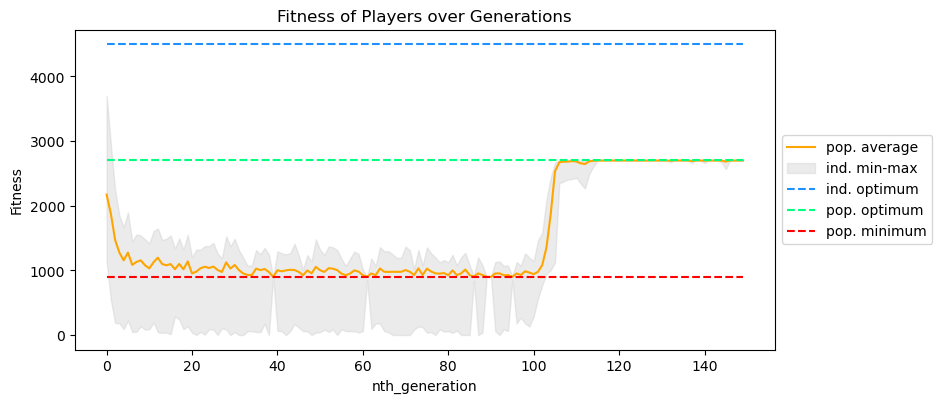 Fitness of Players over Generations
Fitness
4000
3000
2000
1000
0
0 20 40 60 80 100 120 140
nth_generation
pop. average
ind. min-max
ind. optimum
pop. optimum
pop. minimum